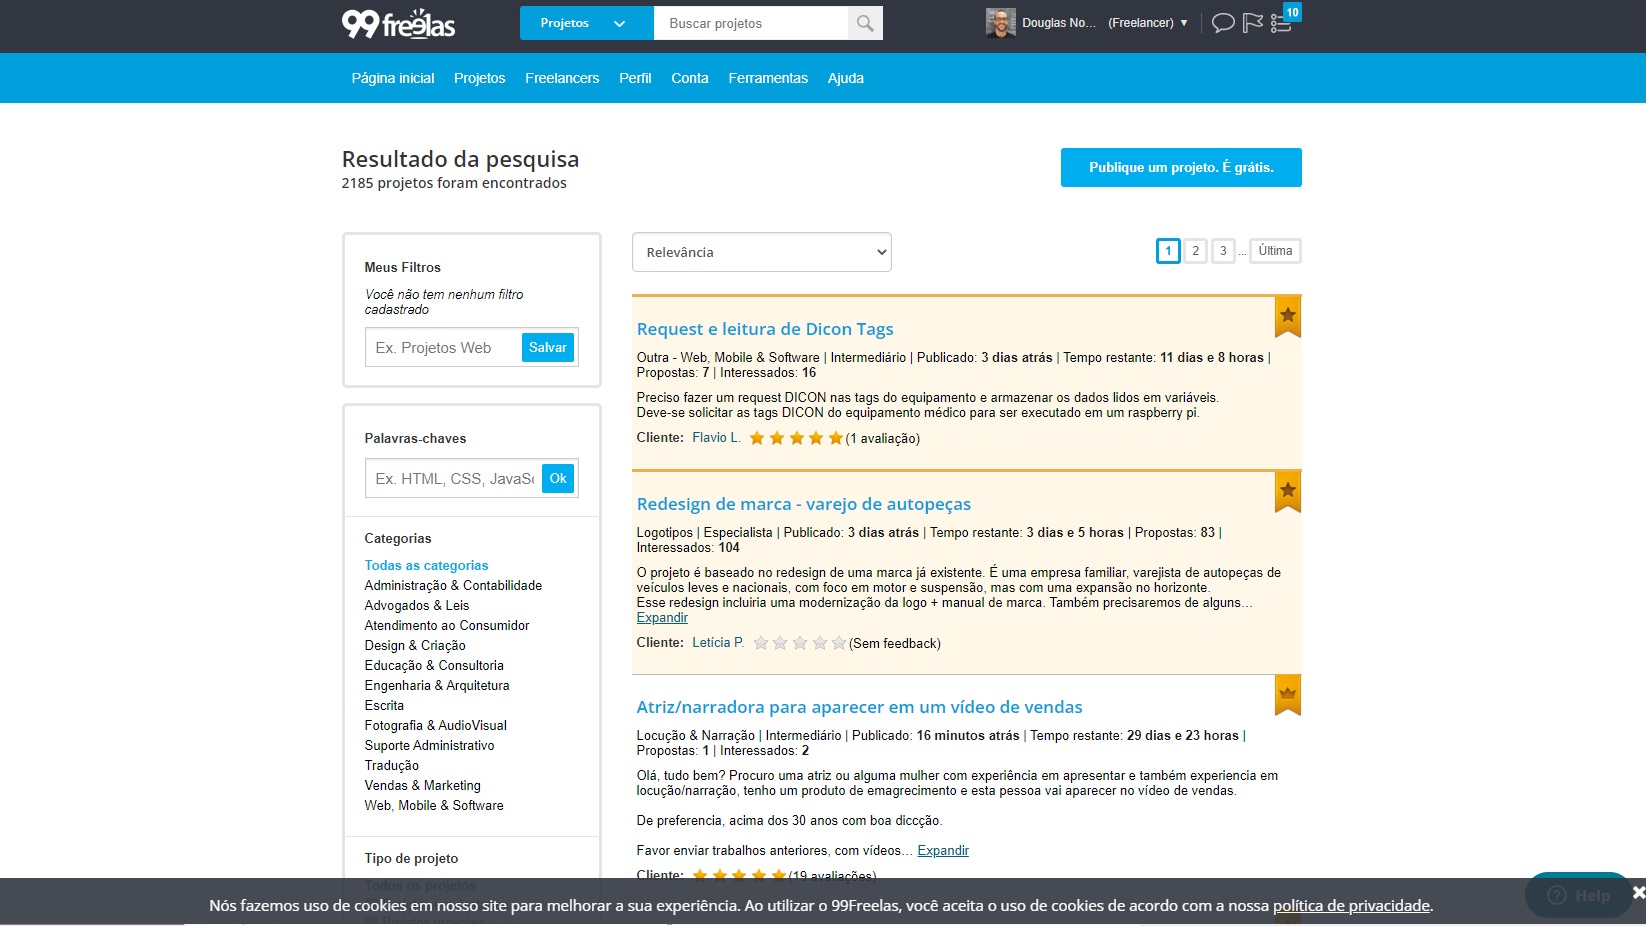 99freelas
Projetos
Buscar projetos
Douglas No... (Freelancer) ▼
10
Página inicial Projetos Freelancers Perfil Conta Ferramentas Ajuda
Resultado da pesquisa
2185 projetos foram encontrados
Publique um projeto. É grátis.
Meus Filtros
Você não tem nenhum filtro
cadastrado
Ex. Projetos Web Salvar
Palavras-chaves
Ex. HTML, CSS, JavaSc Ok
Categorias
Todas as categorias
Administração & Contabilidade
Advogados & Leis
Atendimento ao Consumidor
Design & Criação
Educação & Consultoria
Engenharia & Arquitetura
Escrita
Fotografia & AudioVisual
Suporte Administrativo
Tradução
Vendas & Marketing
Web, Mobile & Software
Tipo de projeto
Todos os projetos
Projetos urgentes
Relevância
1 2 3 ... Última
Request e leitura de Dicon Tags
Outra - Web, Mobile & Software | Intermediário | Publicado: 3 dias atrás | Tempo restante: 11 dias e 8 horas |
Propostas: 7 | Interessados: 16
Preciso fazer um request DICON nas tags do equipamento e armazenar os dados lidos em variáveis.
Deve-se solicitar as tags DICON do equipamento médico para ser executado em um raspberry pi.
Cliente: Flavio L. (1 avaliação)
Redesign de marca - varejo de autopeças
Logotipos | Especialista | Publicado: 3 dias atrás | Tempo restante: 3 dias e 5 horas | Propostas: 83 |
Interessados: 104
O projeto é baseado no redesign de uma marca já existente. É uma empresa familiar, varejista de autopeças de
veículos leves e nacionais, com foco em motor e suspensão, mas com uma expansão no horizonte.
Esse redesign incluiria uma modernização da logo + manual de marca. Também precisaremos de alguns...
Expandir
Cliente: Letícia P. (Sem feedback)
Atriz/narradora para aparecer em um vídeo de vendas
Locução & Narração | Intermediário | Publicado: 16 minutos atrás | Tempo restante: 29 dias e 23 horas |
Propostas: 1 | Interessados: 2
Olá, tudo bem? Procuro uma atriz ou alguma mulher com experiência em apresentar e também experiencia em
locução/narração, tenho um produto de emagrecimento e esta pessoa vai aparecer no vídeo de vendas.
De preferencia, acima dos 30 anos com boa diccção.
Favor enviar trabalhos anteriores, com vídeos... Expandir
Cliente: (19 avaliações)
Help
Nós fazemos uso de cookies em nosso site para melhorar a sua experiência. Ao utilizar o 99Freelas, você aceita o uso de cookies de acordo com a nossa política de privacidade.